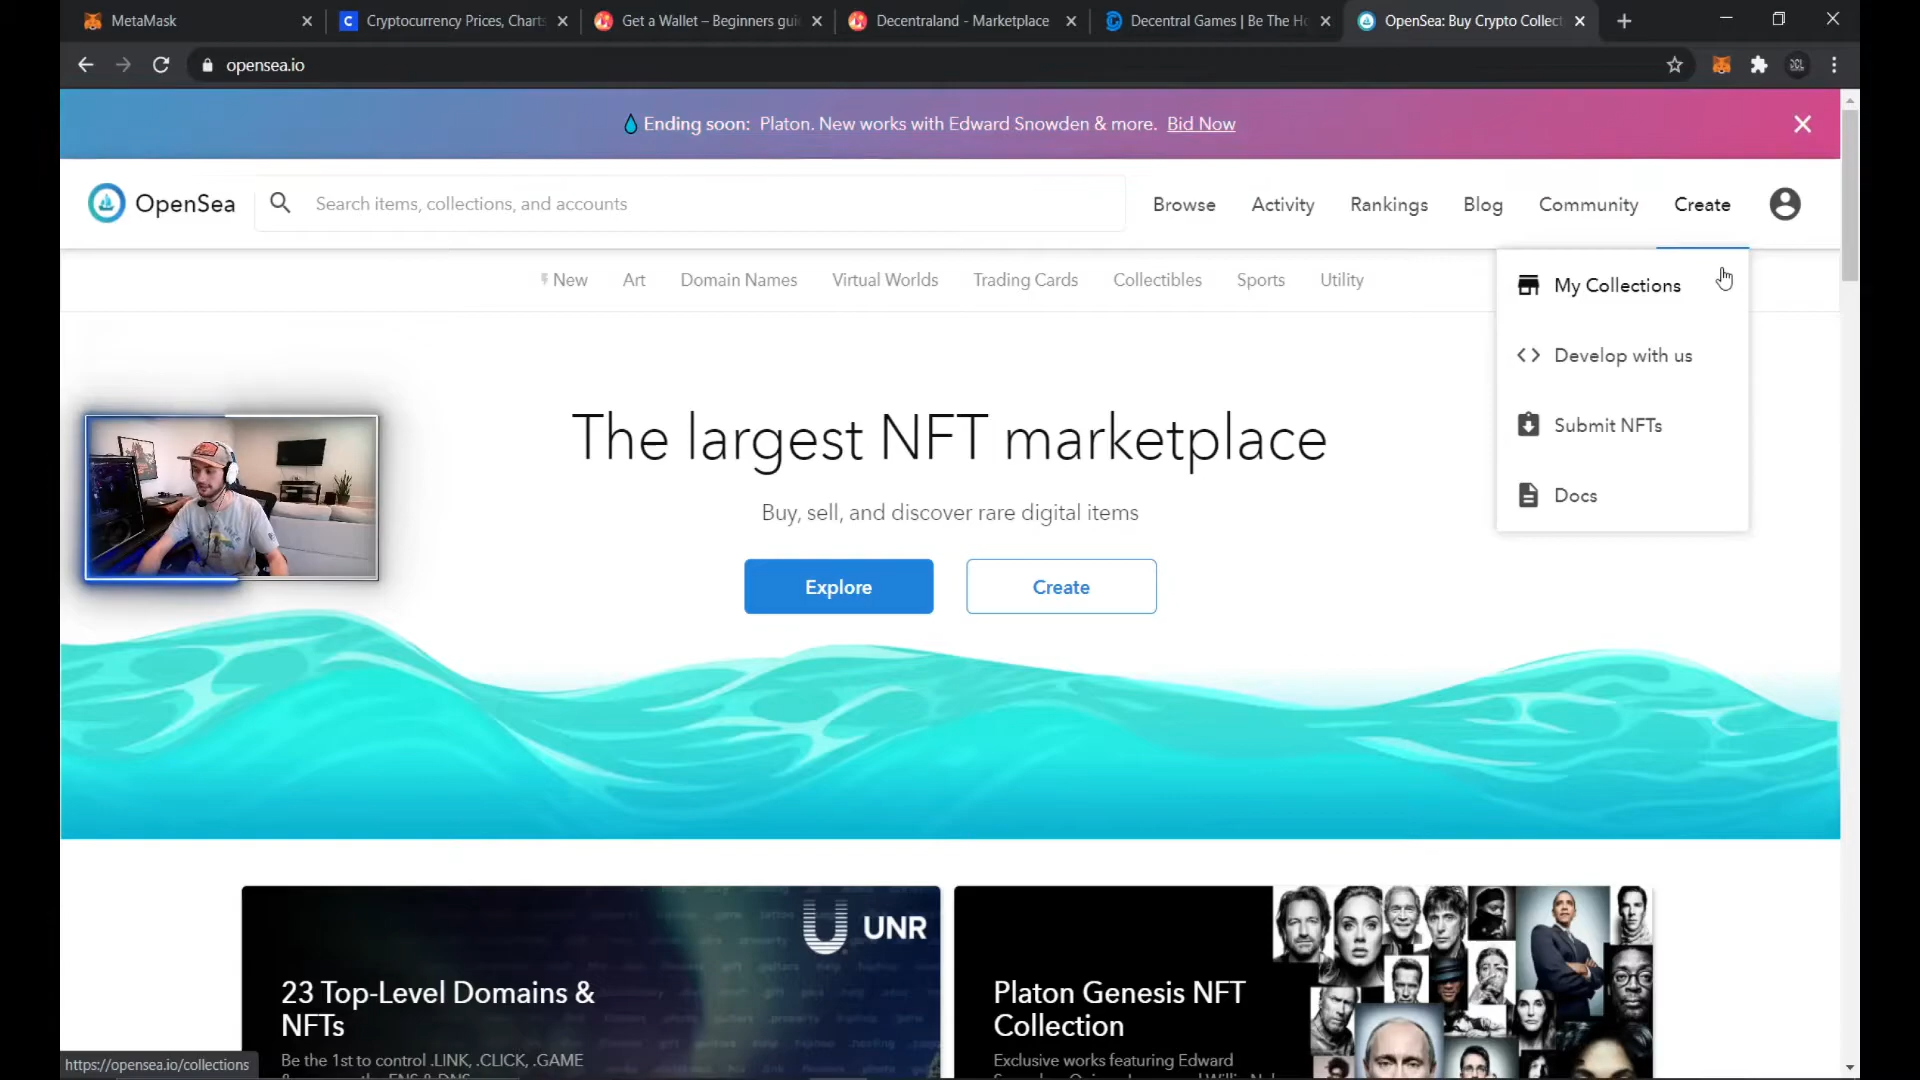 MetaMask
Cryptocurrency Prices, Charts
Get a Wallet – Beginners gui
Decentraland - Marketplace
Decentral Games | Be The Ho
OpenSea: Buy Crypto Collect
opensea.io
Ending soon: Platon. New works with Edward Snowden & more. Bid Now
OpenSea
Search items, collections, and accounts
Browse
Activity
Rankings
Blog
Community
Create
New
Art
Domain Names
Virtual Worlds
Trading Cards
Collectibles
Sports
Utility
My Collections
Develop with us
Submit NFTs
Docs
The largest NFT marketplace
Buy, sell, and discover rare digital items
Explore
Create
UNR
23 Top-Level Domains &
NFTs
Be the 1st to control .LINK, .CLICK, .GAME
Platon Genesis NFT
Collection
Exclusive works featuring Edward
https://opensea.io/collections